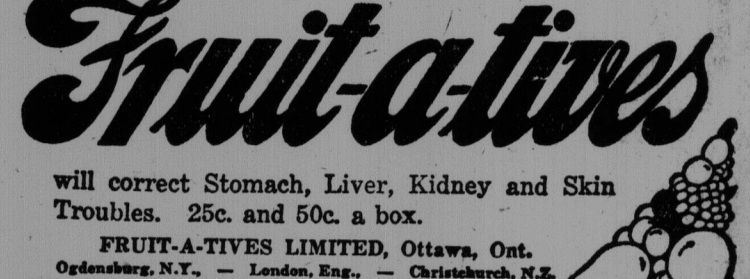 Fruit-a-tives
will correct Stomach, Liver, Kidney and Skin
Troubles. 25c. and 50c. a box.
FRUIT-A-TIVES LIMITED, Ottawa, Ont.
Ogdensburg, N.Y., — London, Eng., — Christchurch, N.Z.